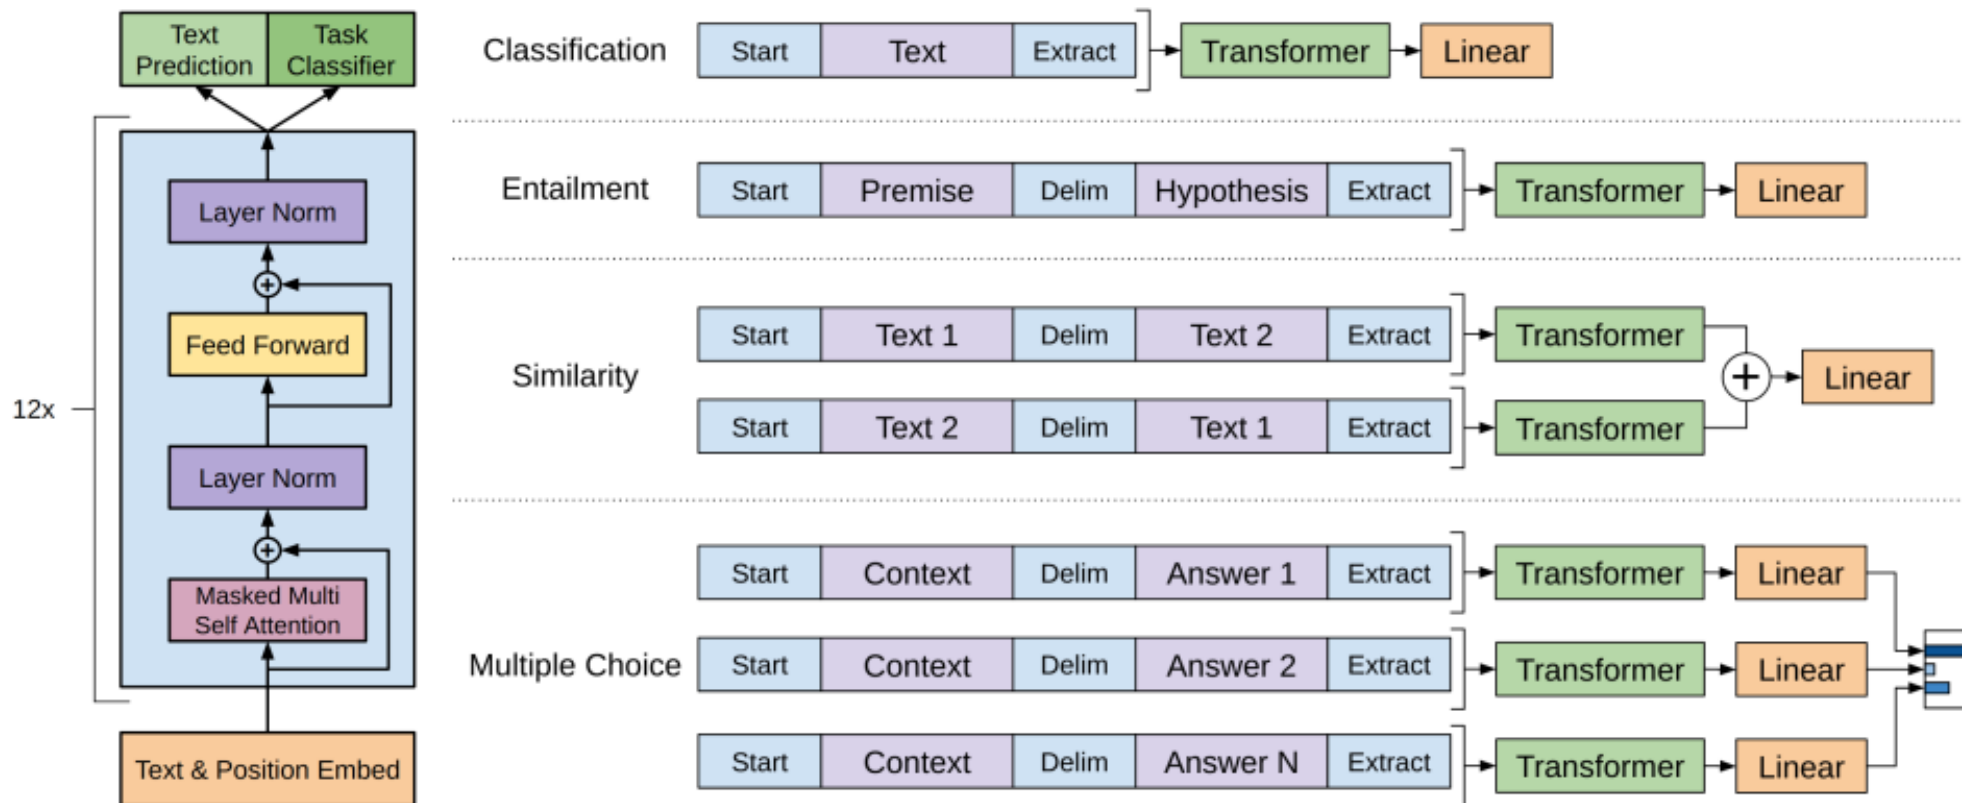 Text
Prediction
Task
Classifier
12x
Layer Norm
+
Feed Forward
Layer Norm
+
Masked Multi
Self Attention
Text & Position Embed
Classification Start Text Extract Transformer Linear
Entailment Start Premise Delim Hypothesis Extract Transformer Linear
Similarity
Start Text 1 Delim Text 2 Extract Transformer
+ Linear
Start Text 2 Delim Text 1 Extract Transformer
Multiple Choice
Start Context Delim Answer 1 Extract Transformer Linear
Start Context Delim Answer 2 Extract Transformer Linear
Start Context Delim Answer N Extract Transformer Linear